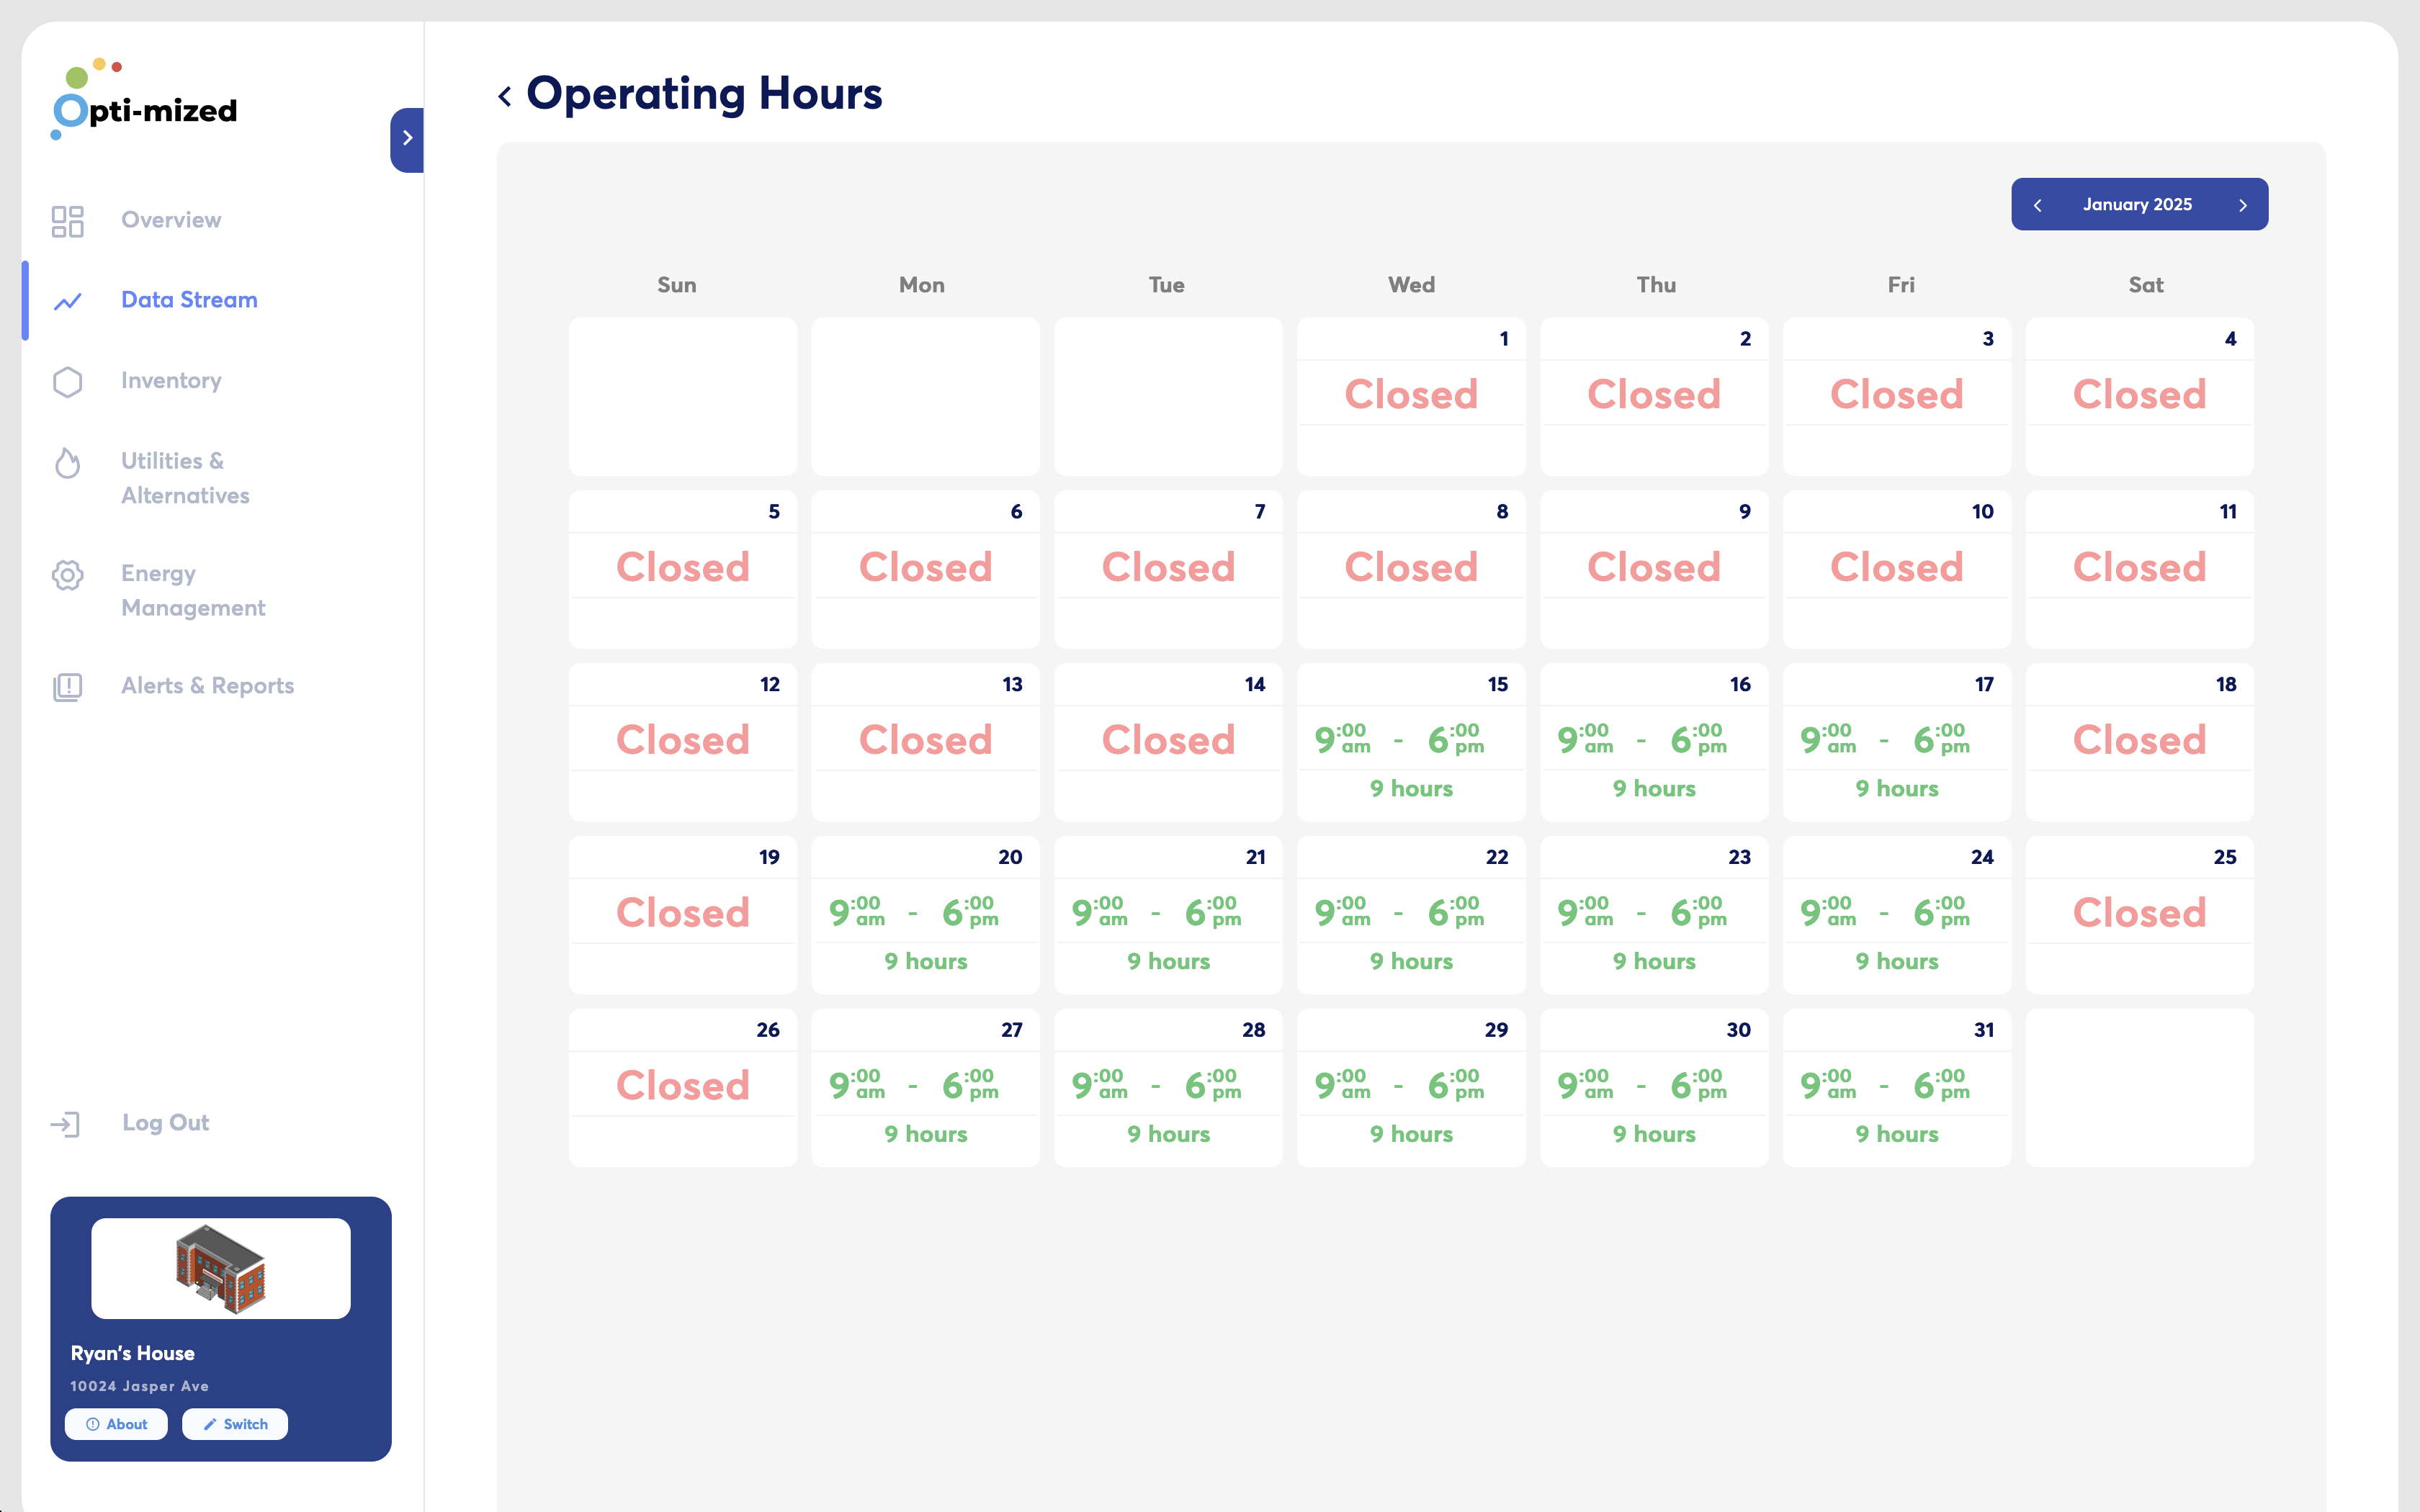 Opti-mized
Overview
Data Stream
Inventory
Utilities &
Alternatives
Energy
Management
Alerts & Reports
Log Out
Ryan's House
10024 Jasper Ave
About Switch
Operating Hours
January 2025
Sun Mon Tue Wed Thu Fri Sat
1 2 3 4
Closed Closed Closed Closed
5 6 7 8 9 10 11
Closed Closed Closed Closed Closed Closed Closed
12 13 14 15 16 17 18
Closed Closed Closed 9:00 am - 6:00 pm 9:00 am - 6:00 pm 9:00 am - 6:00 pm Closed
9 hours 9 hours 9 hours
19 20 21 22 23 24 25
Closed 9:00 am - 6:00 pm 9:00 am - 6:00 pm 9:00 am - 6:00 pm 9:00 am - 6:00 pm 9:00 am - 6:00 pm Closed
9 hours 9 hours 9 hours 9 hours 9 hours
26 27 28 29 30 31
Closed 9:00 am - 6:00 pm 9:00 am - 6:00 pm 9:00 am - 6:00 pm 9:00 am - 6:00 pm 9:00 am - 6:00 pm
9 hours 9 hours 9 hours 9 hours 9 hours